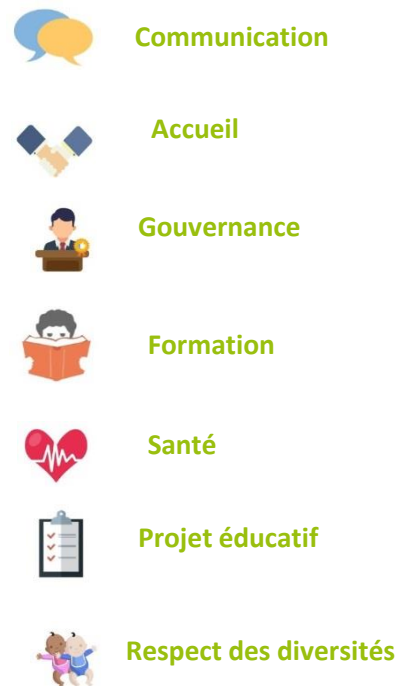 Communication
Accueil
Gouvernance
Formation
Santé
Projet éducatif
Respect des diversités